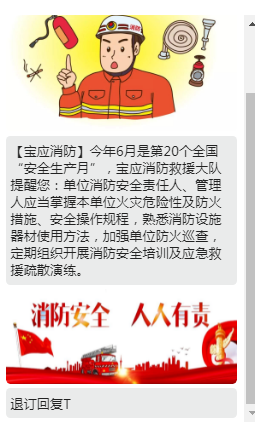 【宝应消防】今年6月是第20个全国
“安全生产月”，宝应消防救援大队
提醒您：单位消防安全责任人、管理
人应当掌握本单位火灾危险性及防火
措施、安全操作规程，熟悉消防设施
器材使用方法，加强单位防火巡查，
定期组织开展消防安全培训及应急救
援疏散演练。
消防安全 人人有责
退订回复T